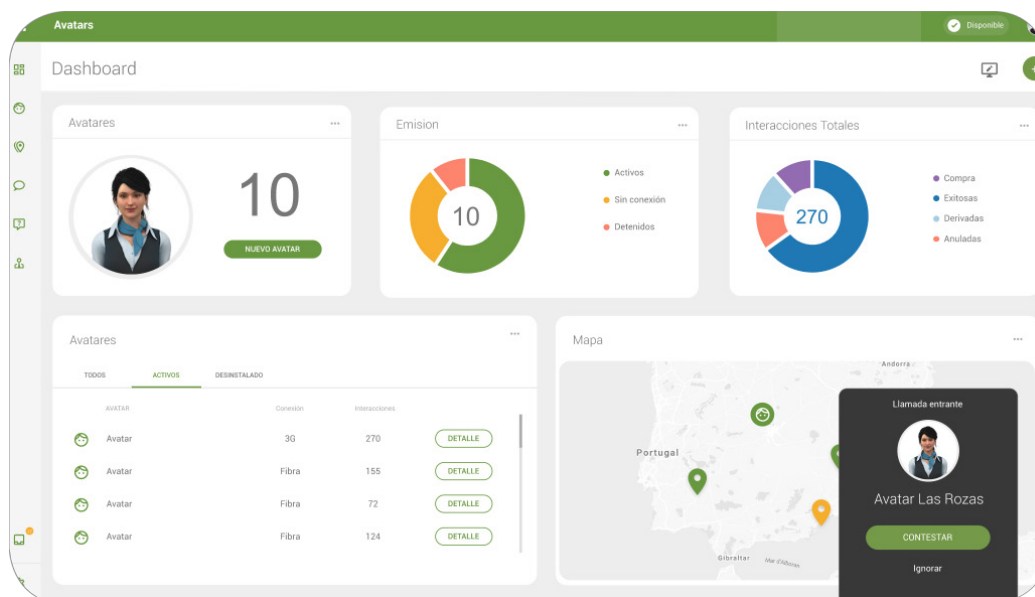 Avatars
Disponible
Dashboard
Avatares
10
NUEVO AVATAR
Emision
10
Activos
Sin conexión
Detenidos
Interacciones Totales
270
Compra
Exitosas
Derivadas
Anuladas
Avatares
TODOS ACTIVOS DESINSTALADO
AVATAR Conexión Interacciones
Avatar 3G 270 DETALLE
Avatar Fibra 155 DETALLE
Avatar Fibra 72 DETALLE
Avatar Fibra 124 DETALLE
Mapa
Andorra
Portugal
Gibraltar
Llamada entrante
Avatar Las Rozas
CONTESTAR
Ignorar